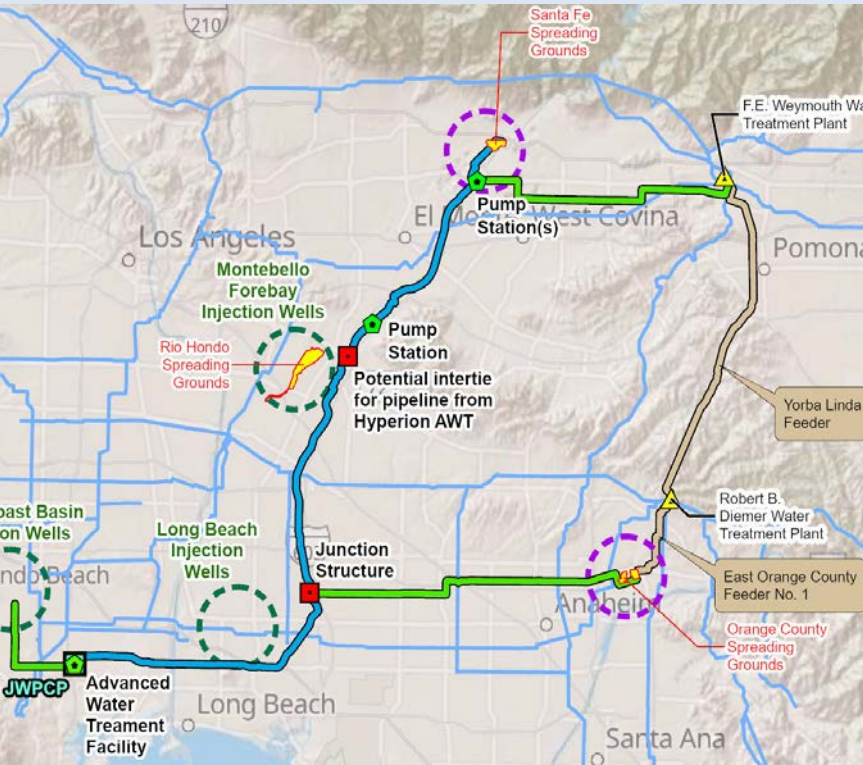 210
Santa Fe
Spreading
Grounds
F.E. Weymouth Wa
Treatment Plant
Pump
Station(s)
El Monte
West Covina
Los Angeles
Pomona
Montebello
Forebay
Injection Wells
Pump
Station
Rio Hondo
Spreading
Grounds
Potential intertie
for pipeline from
Hyperion AWT
Yorba Linda
Feeder
Robert B.
Diemer Water
Treatment Plant
oast Basin
on Wells
Long Beach
Injection
Wells
Junction
Structure
ndo Beach
East Orange County
Feeder No. 1
Anaheim
Orange County
Spreading
Grounds
JWPCP
Advanced
Water
Treament
Facility
Long Beach
Santa Ana